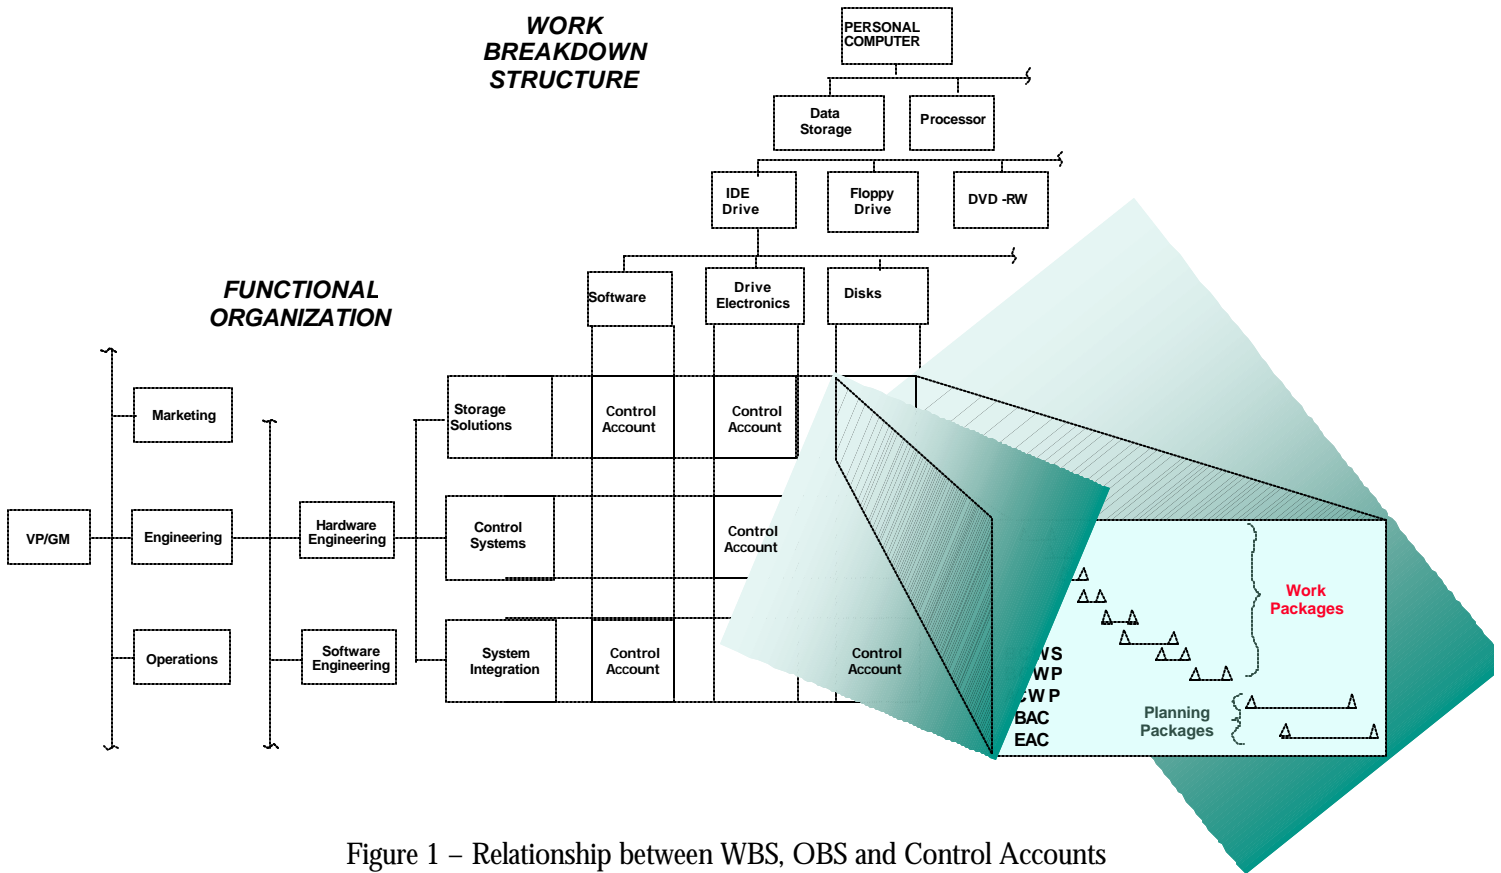 WORK
BREAKDOWN
STRUCTURE
PERSONAL
COMPUTER
Data
Storage
Processor
IDE
Drive
Floppy
Drive
DVD -RW
Software
Drive
Electronics
Disks
FUNCTIONAL
ORGANIZATION
Marketing
Storage
Solutions
Control
Account
Control
Account
VP/GM
Engineering
Hardware
Engineering
Control
Systems
Control
Account
Operations
Software
Engineering
System
Integration
Control
Account
Control
Account
Work
Packages
WS
WP
CW P
BAC
EAC
Planning
Packages
Figure 1 – Relationship between WBS, OBS and Control Accounts